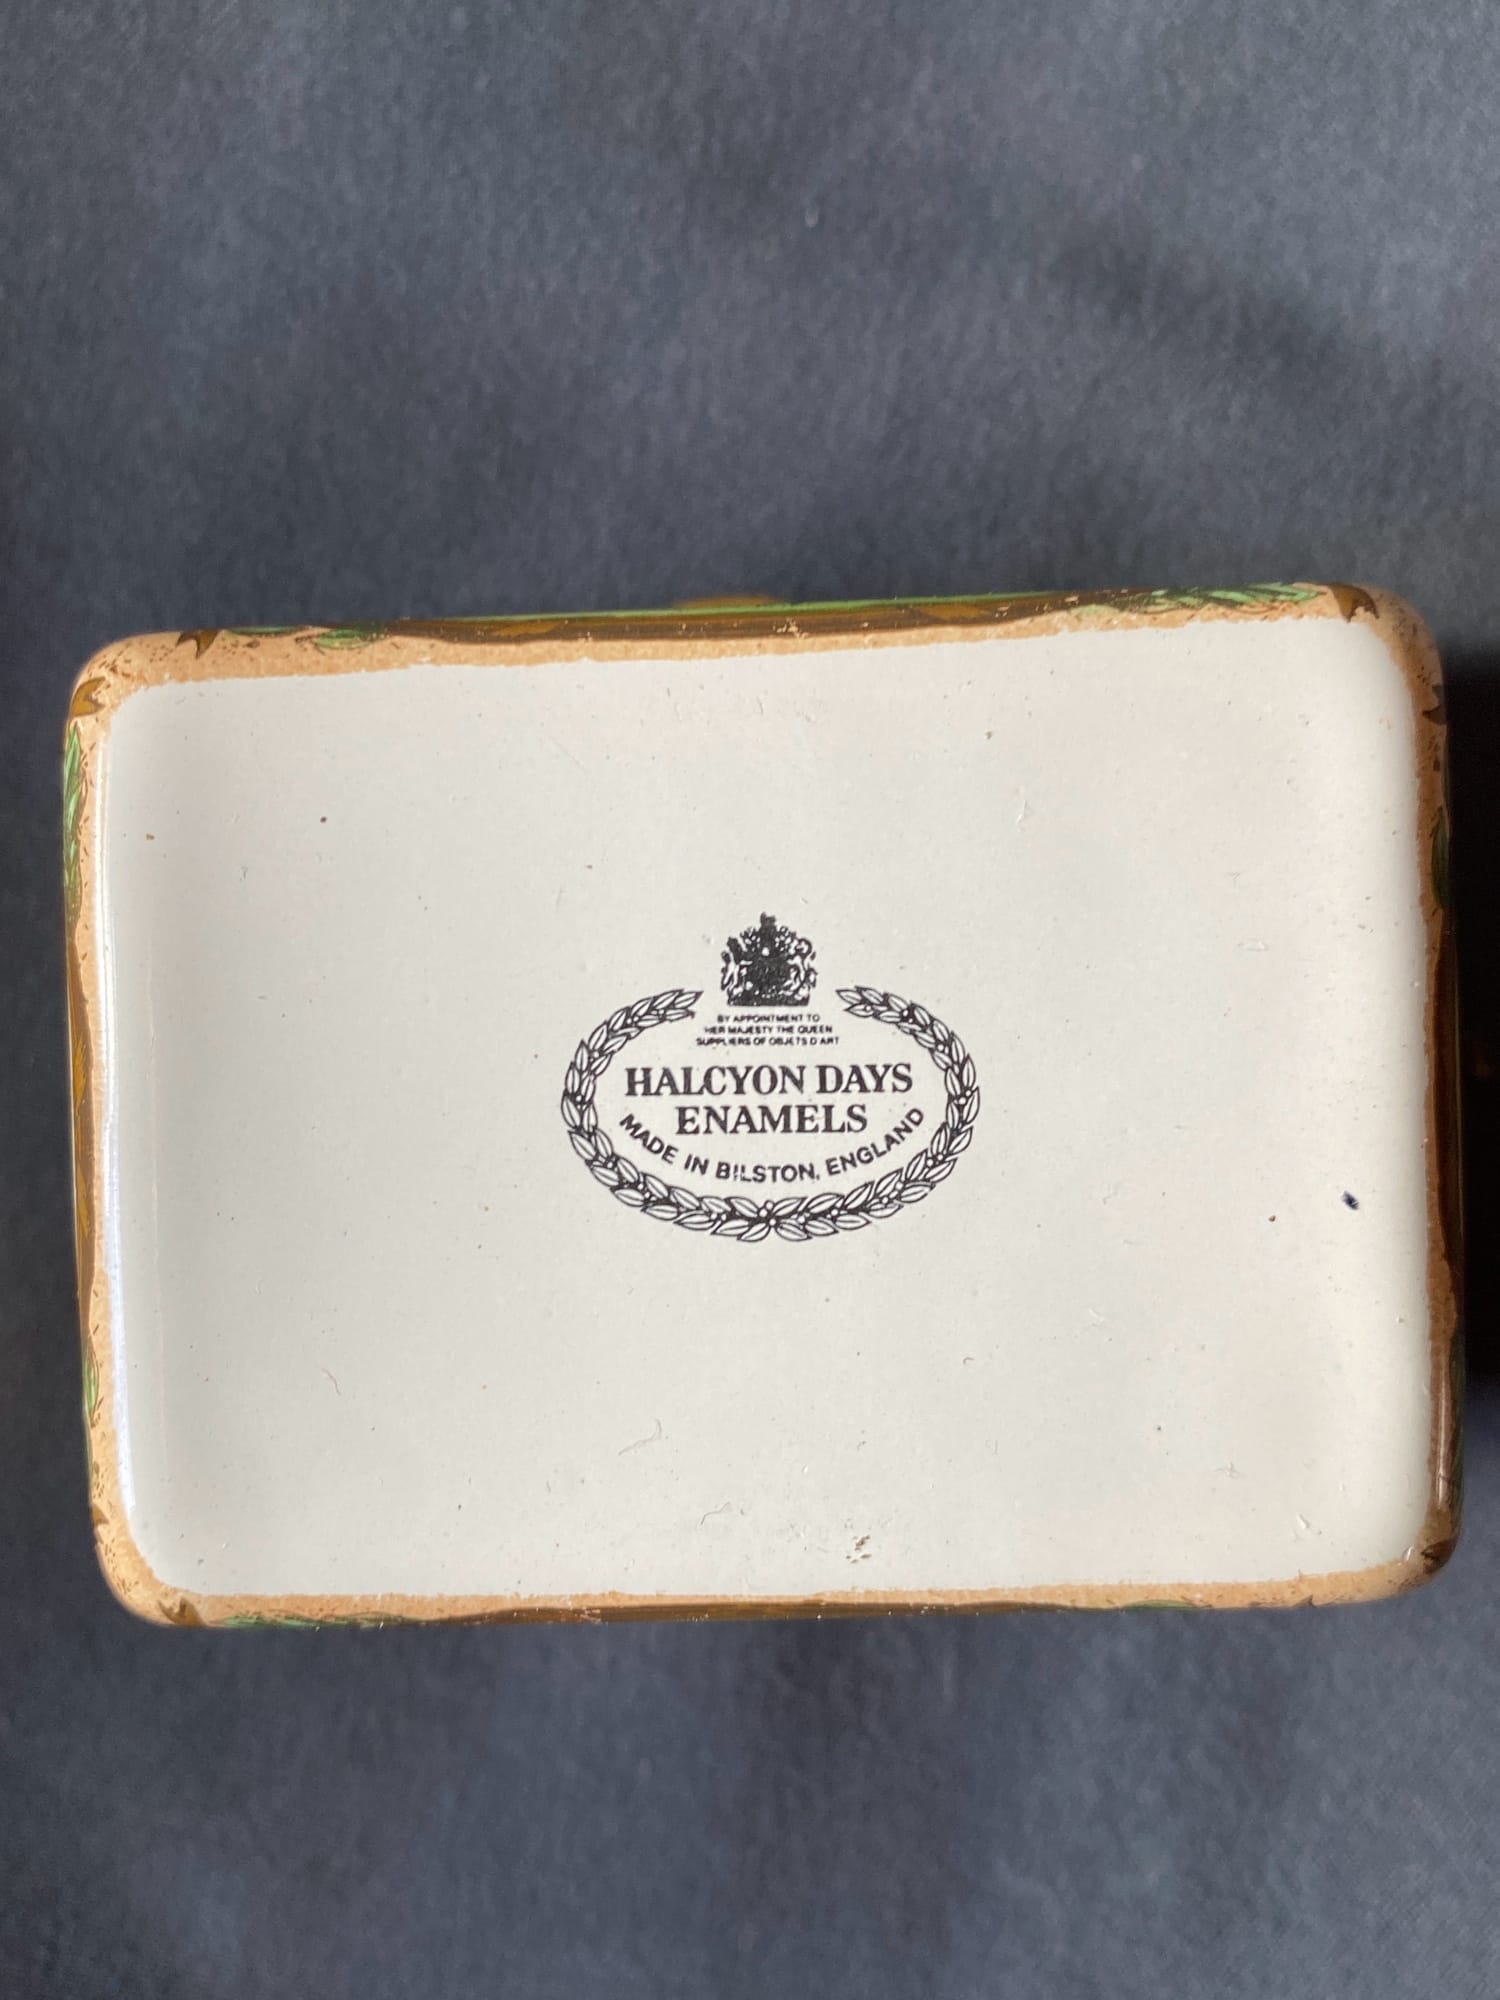 BY APPOINTMENT TO
HER MAJESTY THE QUEEN
SUPPLIERS OF OBJETS D'ART
HALCYON DAYS
ENAMELS
MADE IN BILSTON, ENGLAND